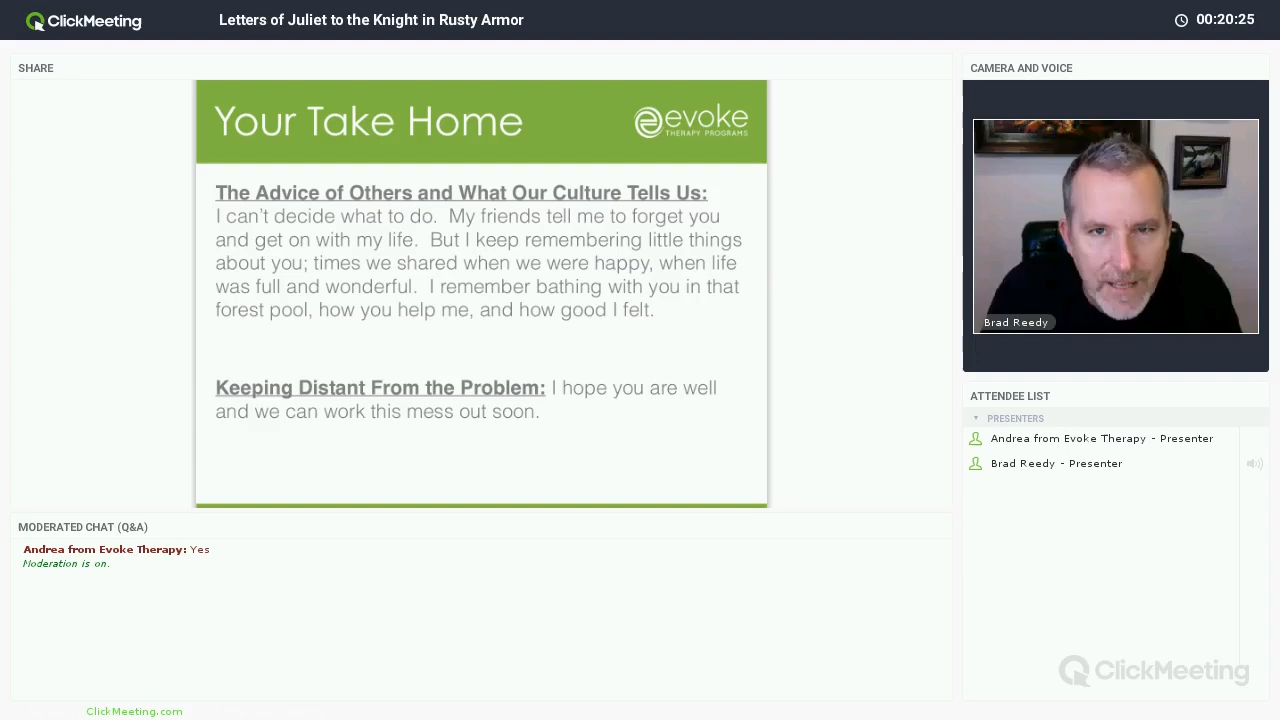 ClickMeeting
Letters of Juliet to the Knight in Rusty Armor
00:20:25
SHARE
Your Take Home
evoke
THERAPY PROGRAMS
The Advice of Others and What Our Culture Tells Us:
I can't decide what to do.  My friends tell me to forget you
and get on with my life.  But I keep remembering little things
about you; times we shared when we were happy, when life
was full and wonderful.  I remember bathing with you in that
forest pool, how you help me, and how good I felt.
Keeping Distant From the Problem: I hope you are well
and we can work this mess out soon.
CAMERA AND VOICE
Brad Reedy
ATTENDEE LIST
PRESENTERS
Andrea from Evoke Therapy - Presenter
Brad Reedy - Presenter
MODERATED CHAT (Q&A)
Andrea from Evoke Therapy: Yes
Moderation is on.
ClickMeeting
ClickMeeting.com